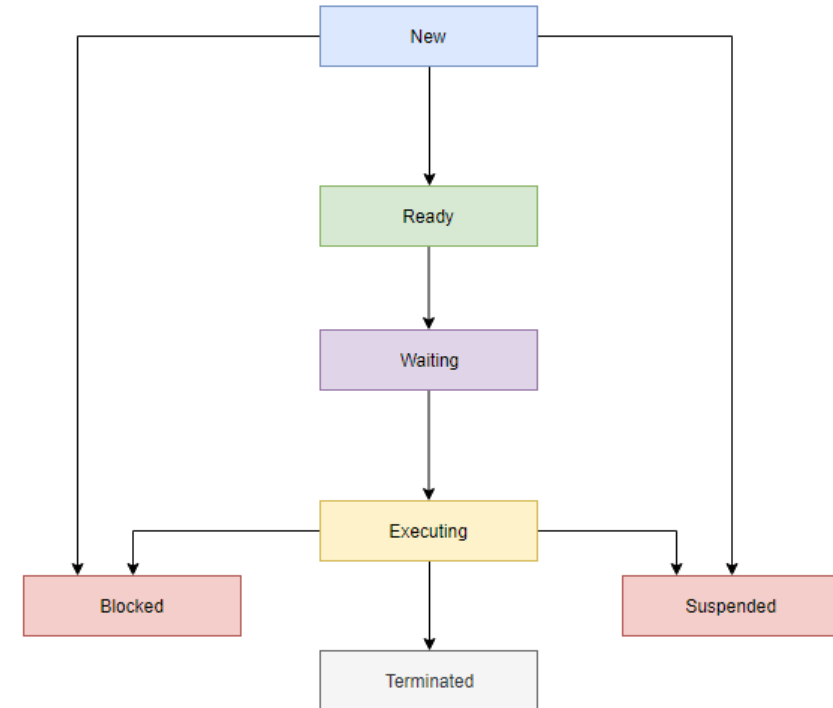 New
Ready
Waiting
Executing
Blocked
Suspended
Terminated